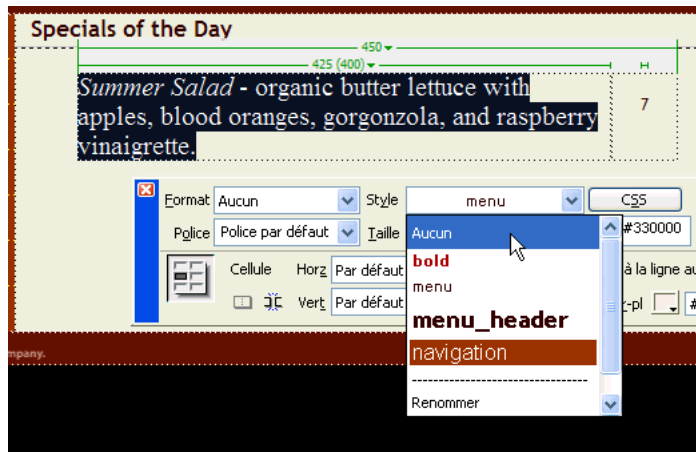 Specials of the Day
450
425 (400)
Summer Salad - organic butter lettuce with
apples, blood oranges, gorgonzola, and raspberry
vinaigrette.
7
H
Format Aucun Style menu CSS
Police Police par défaut Taille #330000
Aucun
bold
menu
menu_header
navigation
Renommer
Cellule Horz Par défaut à la ligne au
Vert Par défaut r-pl #
mpany.